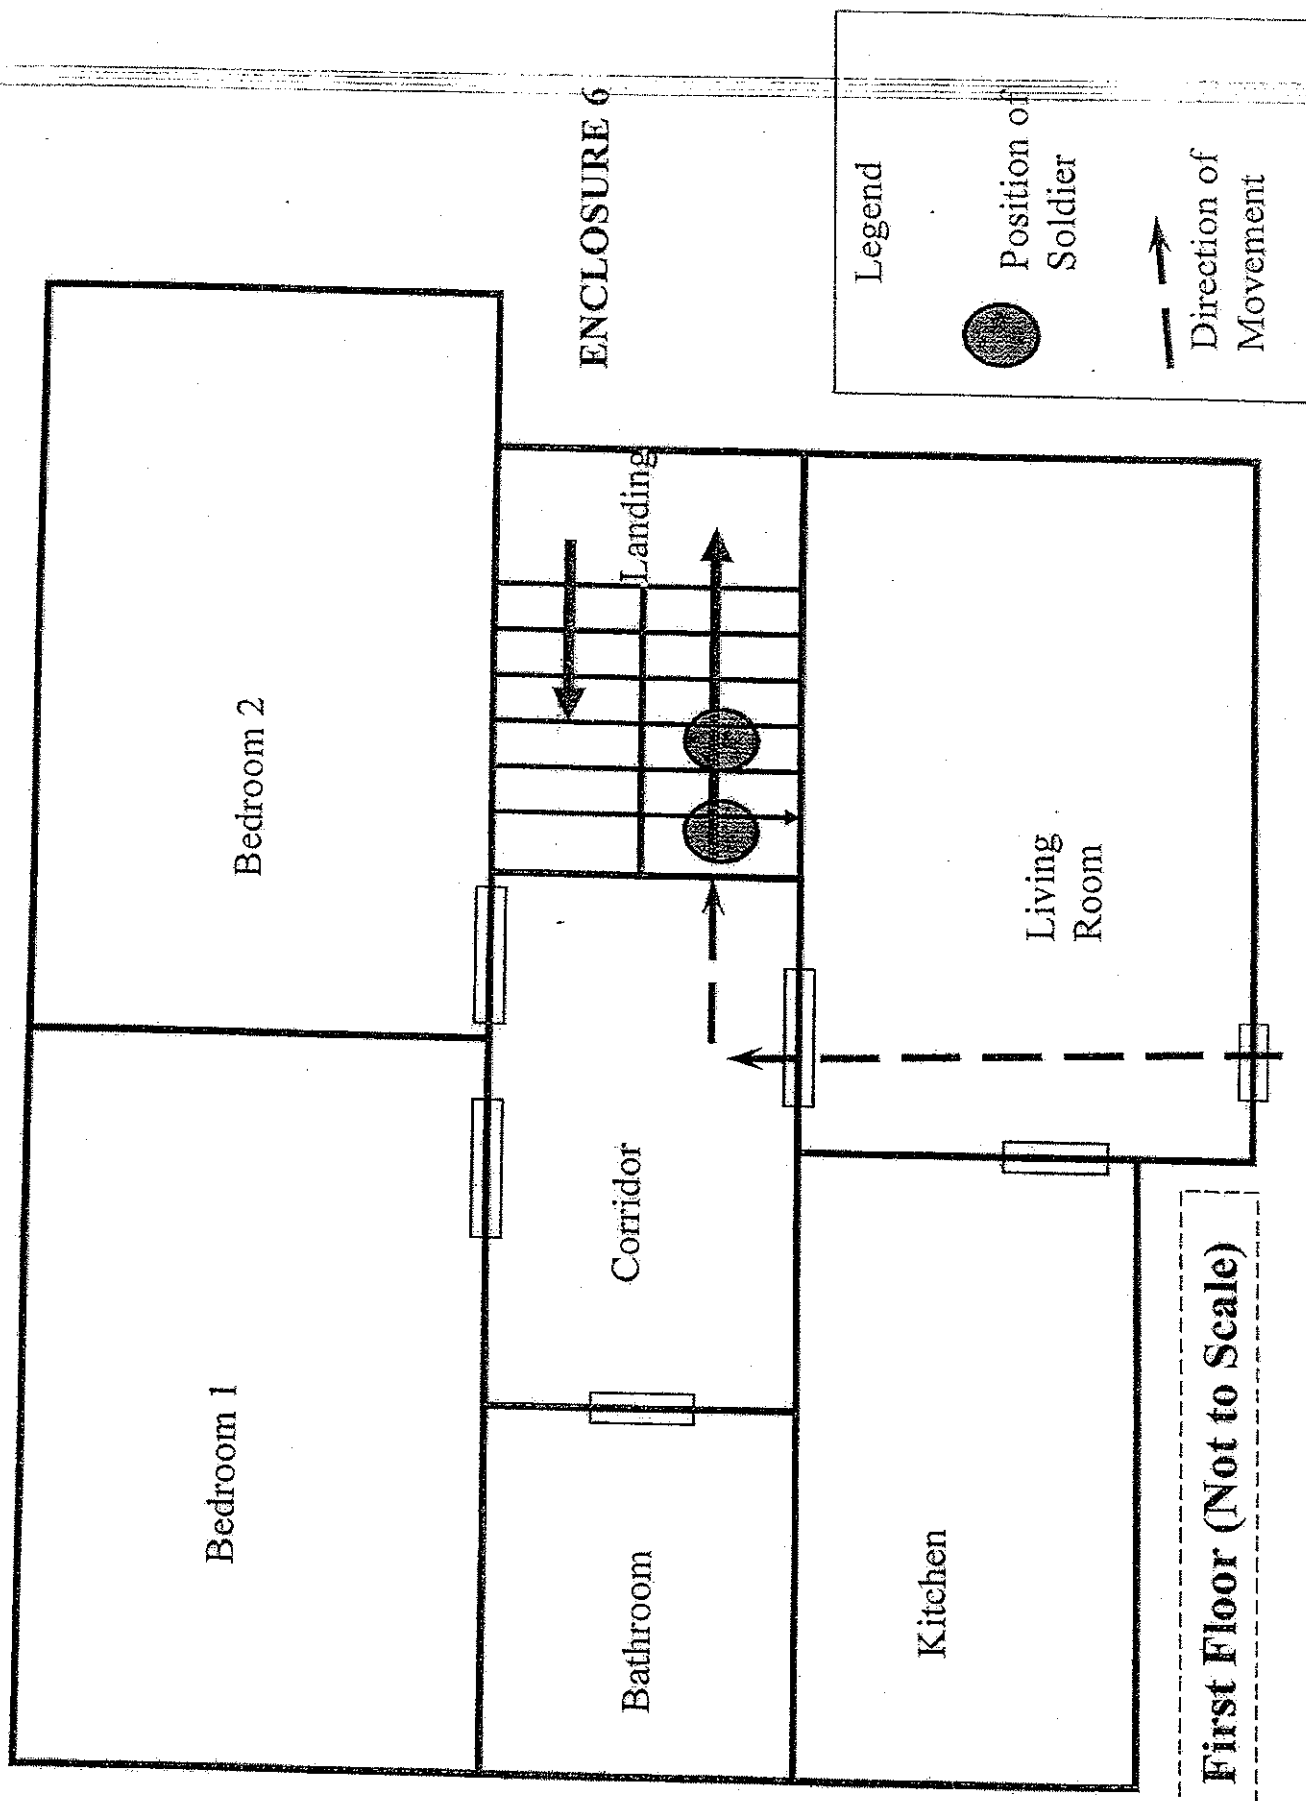 ENCLOSURE 6
Bedroom 1
Bedroom 2
Bathroom
Corridor
Landing
Kitchen
Living
Room
Legend
Position of
Soldier
Direction of
Movement
First Floor (Not to Scale)